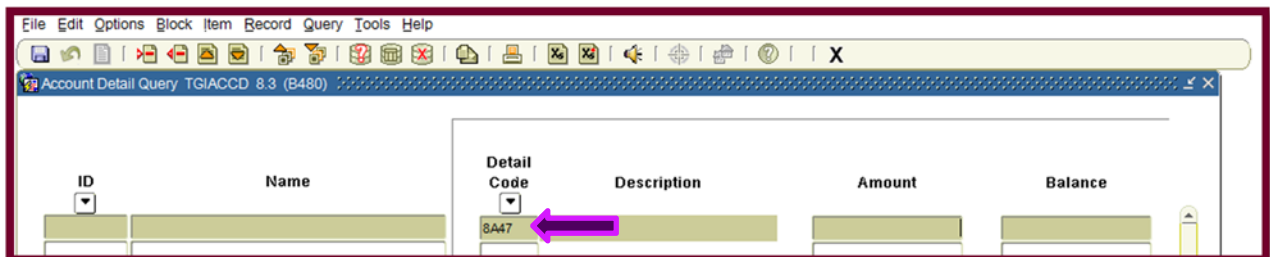 File Edit Options Block Item Record Query Tools Help
X
Account Detail Query TGIACCD 8.3 (B480)
ID Name Detail Code Description Amount Balance
8A47